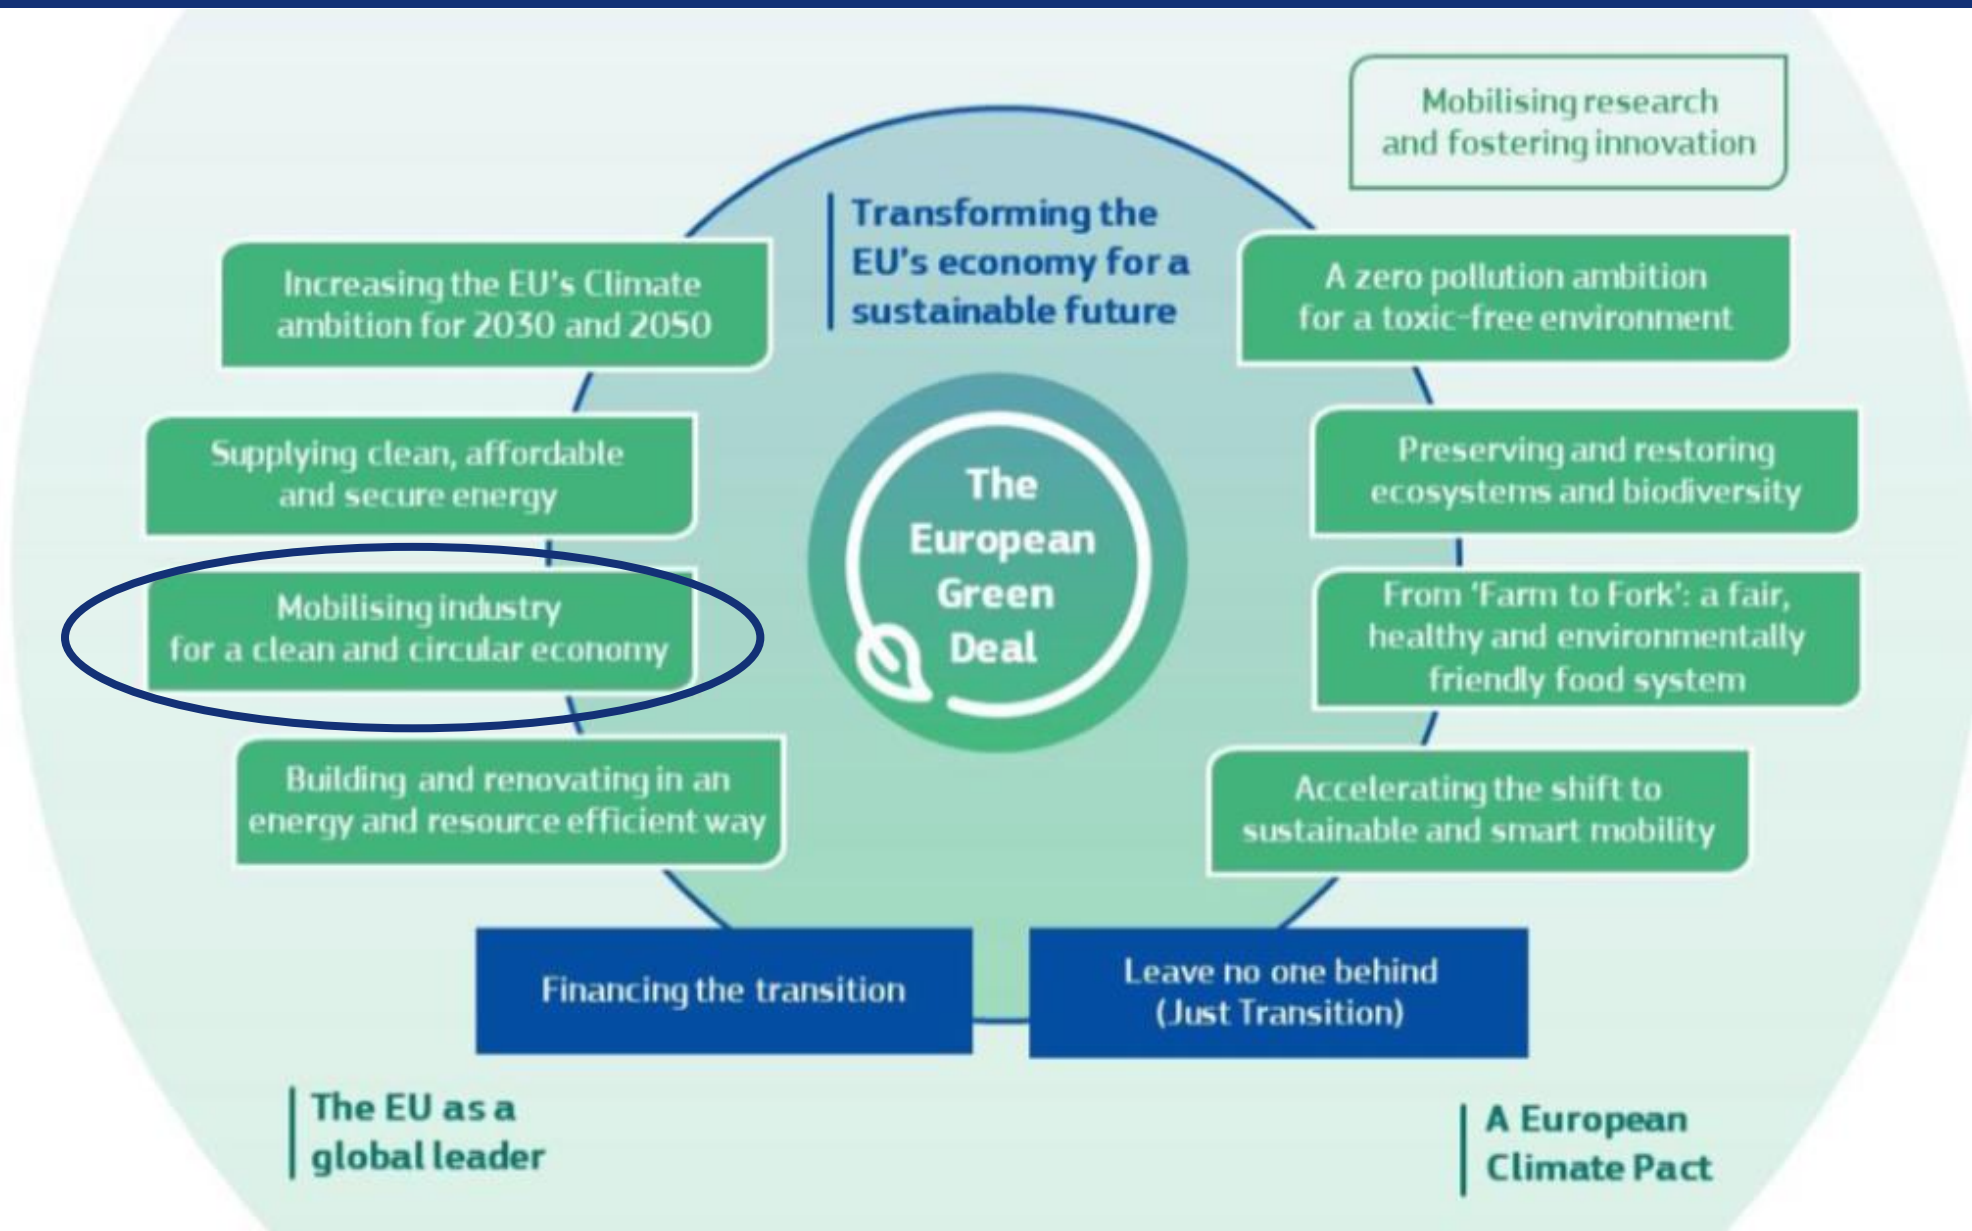 Mobilising research
and fostering innovation
Transforming the
EU's economy for a
sustainable future
Increasing the EU's Climate
ambition for 2030 and 2050
A zero pollution ambition
for a toxic-free environment
Supplying clean, affordable
and secure energy
Preserving and restoring
ecosystems and biodiversity
The
European
Green
Deal
Mobilising industry
for a clean and circular economy
From ‘Farm to Fork’: a fair,
healthy and environmentally
friendly food system
Building and renovating in an
energy and resource efficient way
Accelerating the shift to
sustainable and smart mobility
Financing the transition
Leave no one behind
(Just Transition)
The EU as a
global leader
A European
Climate Pact